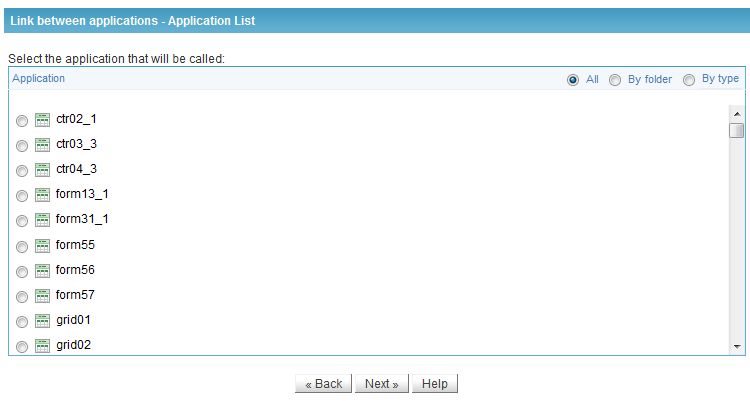 Link between applications - Application List
Select the application that will be called:
Application All By folder By type
ctr02_1
ctr03_3
ctr04_3
form13_1
form31_1
form55
form56
form57
grid01
grid02
« Back Next » Help